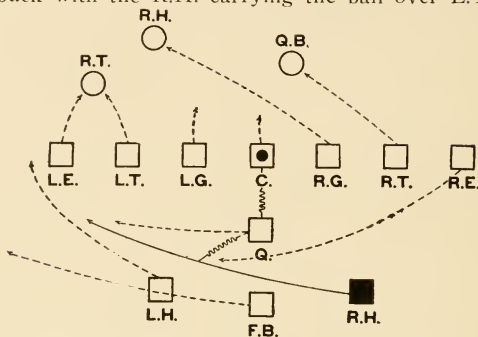 back with the R.H. carrying the ball over L.
R.H.
Q.B.
R.T.
L.E. L.T. L.G. C. R.G. R.T. R.E.
Q.
L.H. F.B. R.H.